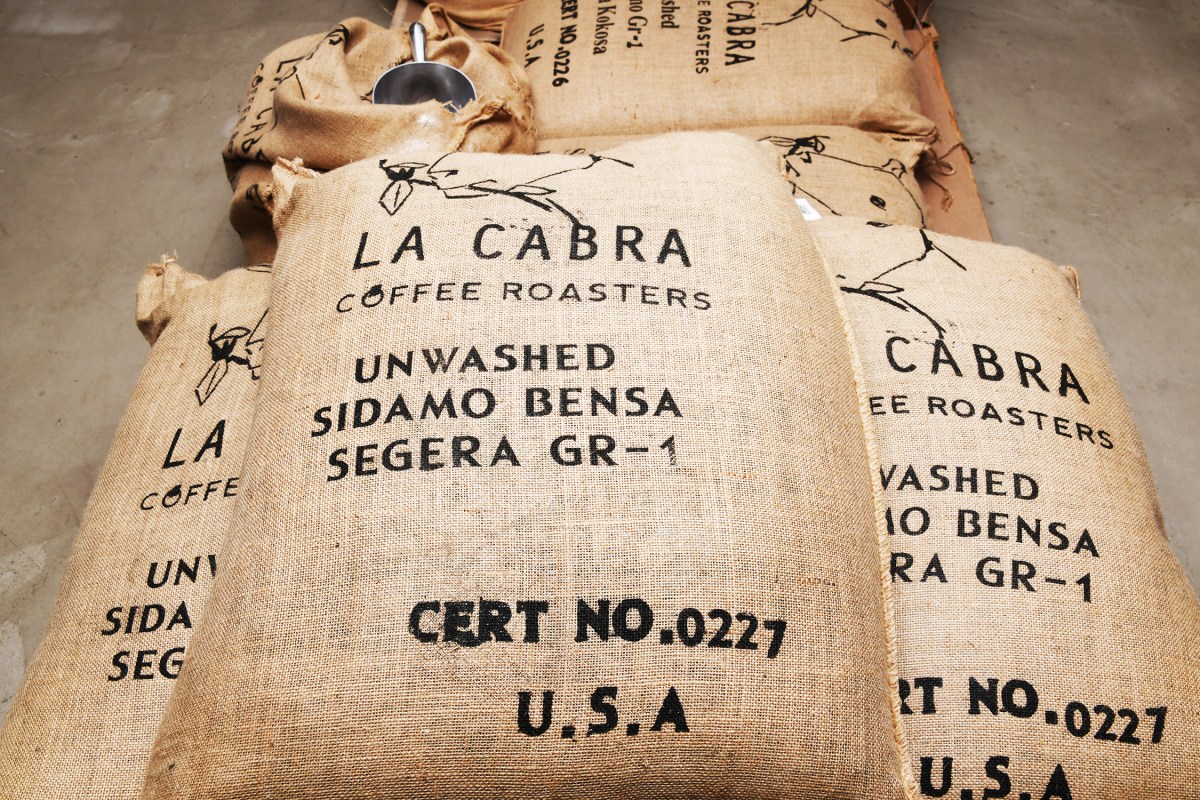 CABRA
E ROASTERS
shed
mo Gr-1
Kokosa
CERT NO.0226
U.S.A
LA CABRA
COFFEE ROASTERS
UNWASHED
SIDAMO BENSA
SEGERA GR-1
CERT NO.0227
U.S.A
LA
COFFE
UNW
SIDA
SEG
CABRA
EE ROASTERS
WASHED
MO BENSA
RA GR-1
RT NO.0227
U.S.A